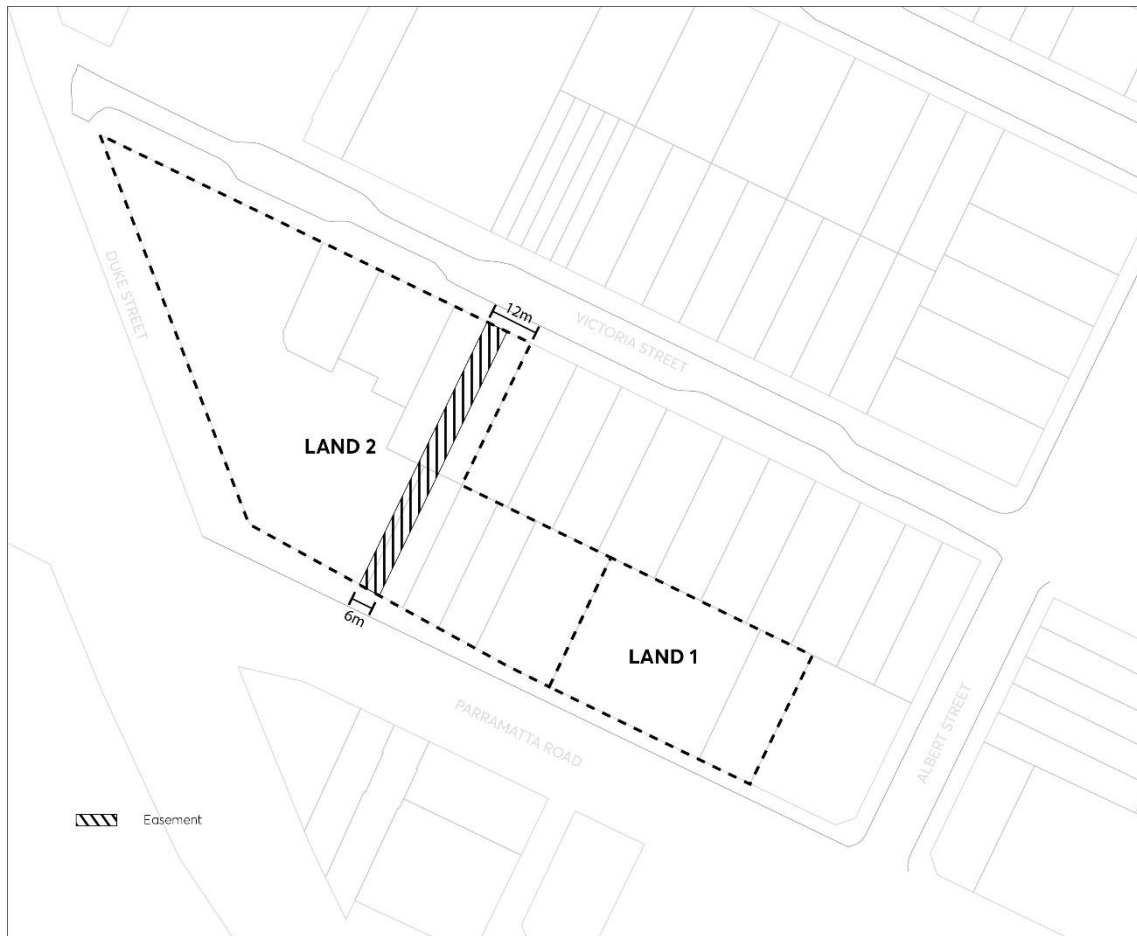 DUKE STREET
12m
VICTORIA STREET
LAND 2
6m
LAND 1
PARRAMATTA ROAD
ALBERT STREET
Easement